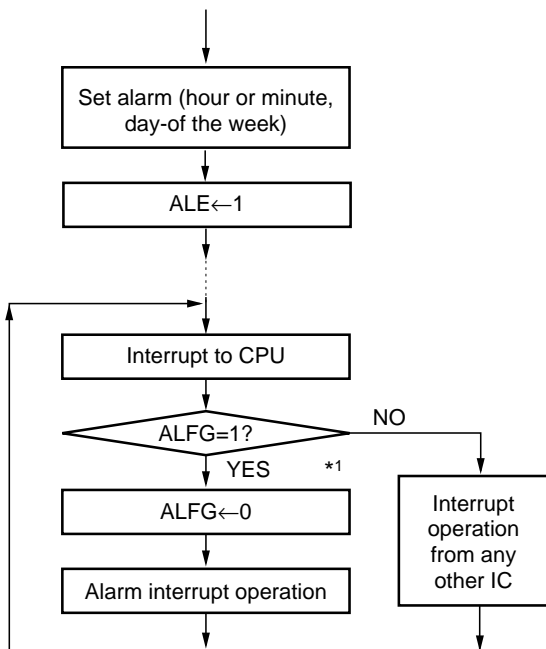 Set alarm (hour or minute,
day-of the week)
ALE←1
Interrupt to CPU
ALFG=1?
NO
YES
*1
ALFG←0
Interrupt
operation
from any
other IC
Alarm interrupt operation